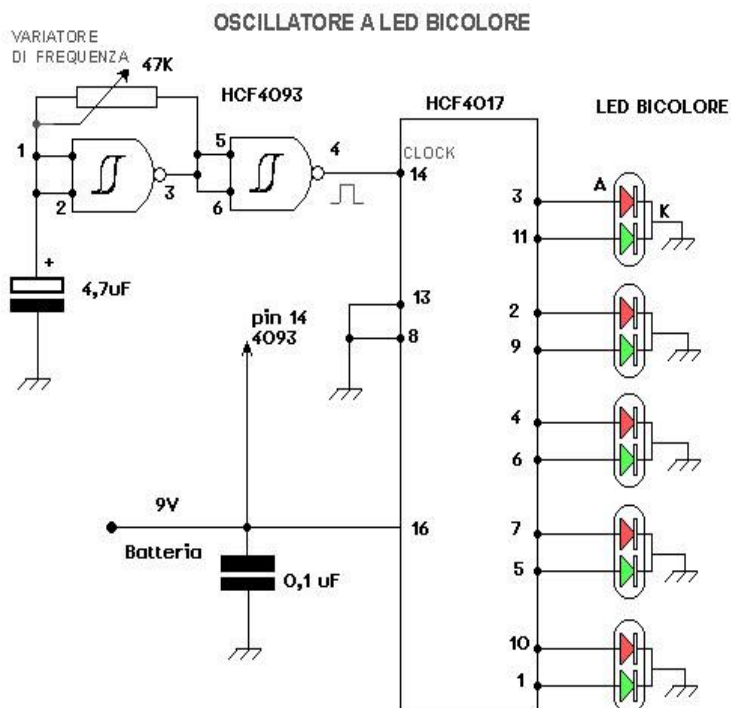 OSCILLATORE A LED BICOLORE
VARIATORE
DI FREQUENZA
47K
HCF4093
HCF4017
LED BICOLORE
1
2
3
5
6
4
CLOCK
14
3
11
A
K
+
4,7uF
13
8
pin 14
4093
2
9
4
6
9V
Batteria
16
0,1 uF
7
5
10
1